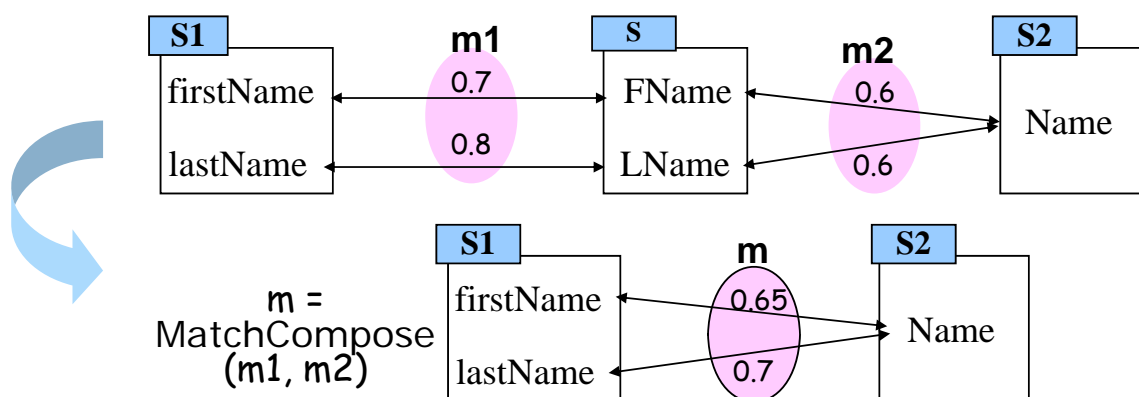 S1 m1 S m2 S2
firstName 0.7 FName 0.6 Name
lastName 0.8 LName 0.6
S1 m S2
m =
MatchCompose
(m1, m2)
firstName 0.65 Name
lastName 0.7